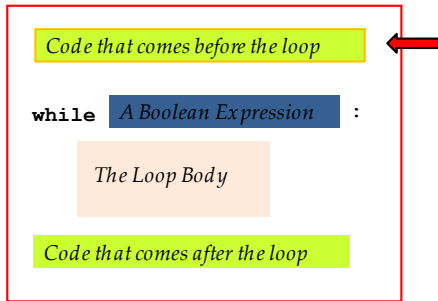 Code that comes before the loop
while A Boolean Expression :
The Loop Body
Code that comes after the loop